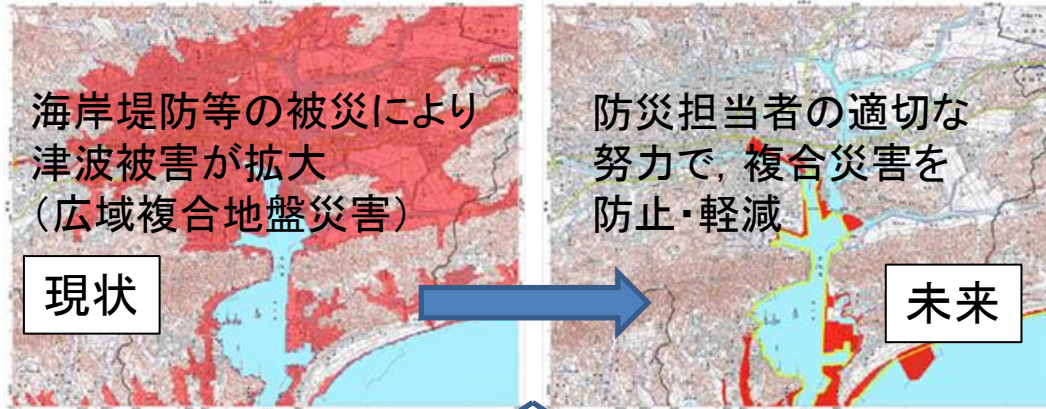 海岸堤防等の被災により
津波被害が拡大
（広域複合地盤災害）
現状
防災担当者の適切な
努力で，複合災害を
防止・軽減
未来